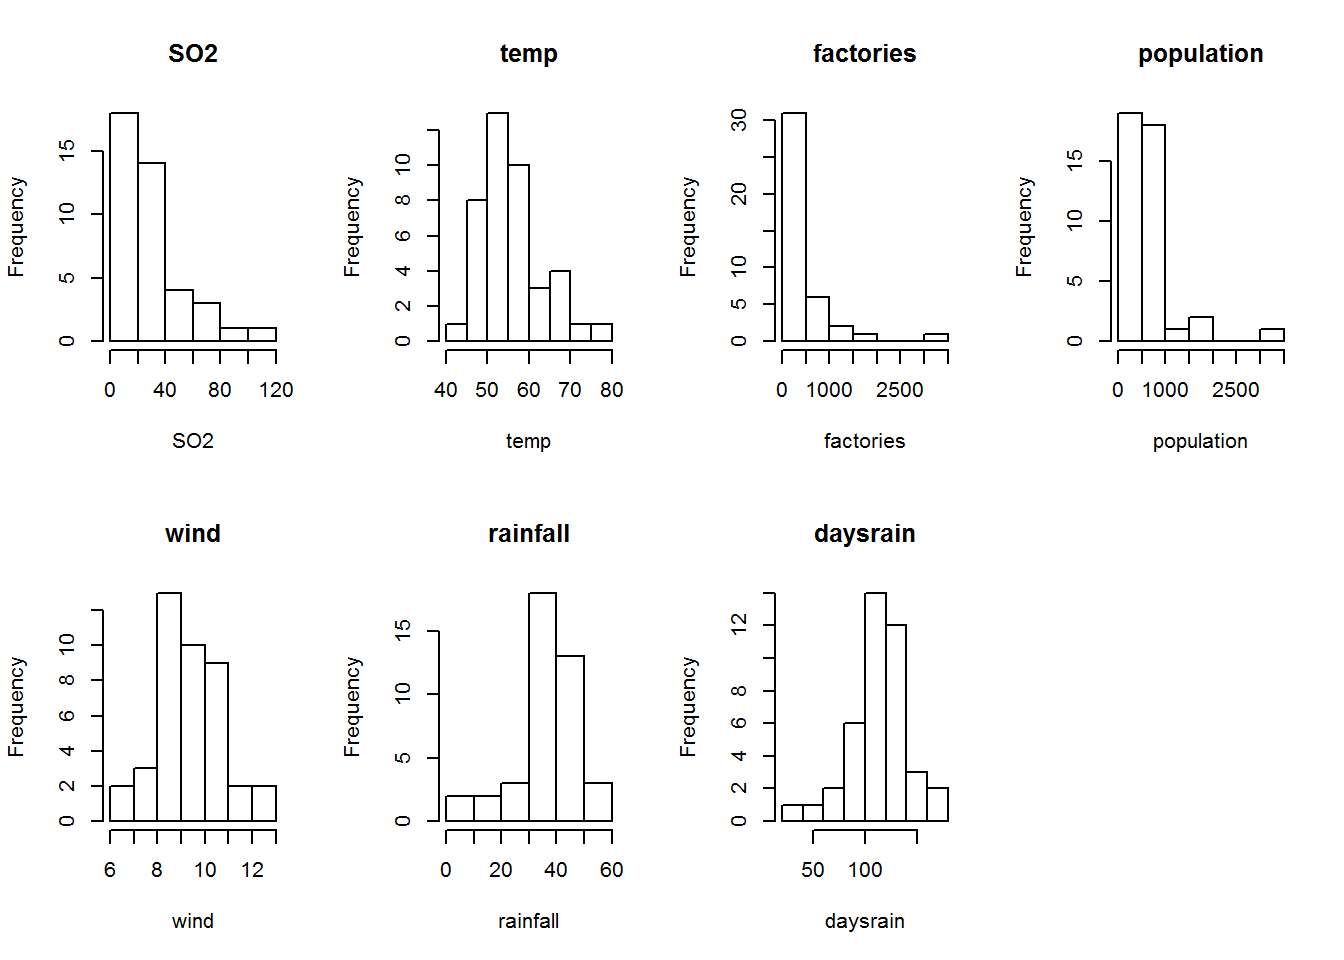 SO2
temp
factories
population
Frequency
0 5 10 15
0 40 80 120
SO2
Frequency
0 2 4 6 8 10
40 50 60 70 80
temp
Frequency
0 5 10 20 30
0 1000 2500
factories
Frequency
0 5 10 15
0 1000 2500
population
wind
rainfall
daysrain
Frequency
0 2 4 6 8 10
6 8 10 12
wind
Frequency
0 5 10 15
0 20 40 60
rainfall
Frequency
0 2 4 6 8 12
50 100
daysrain